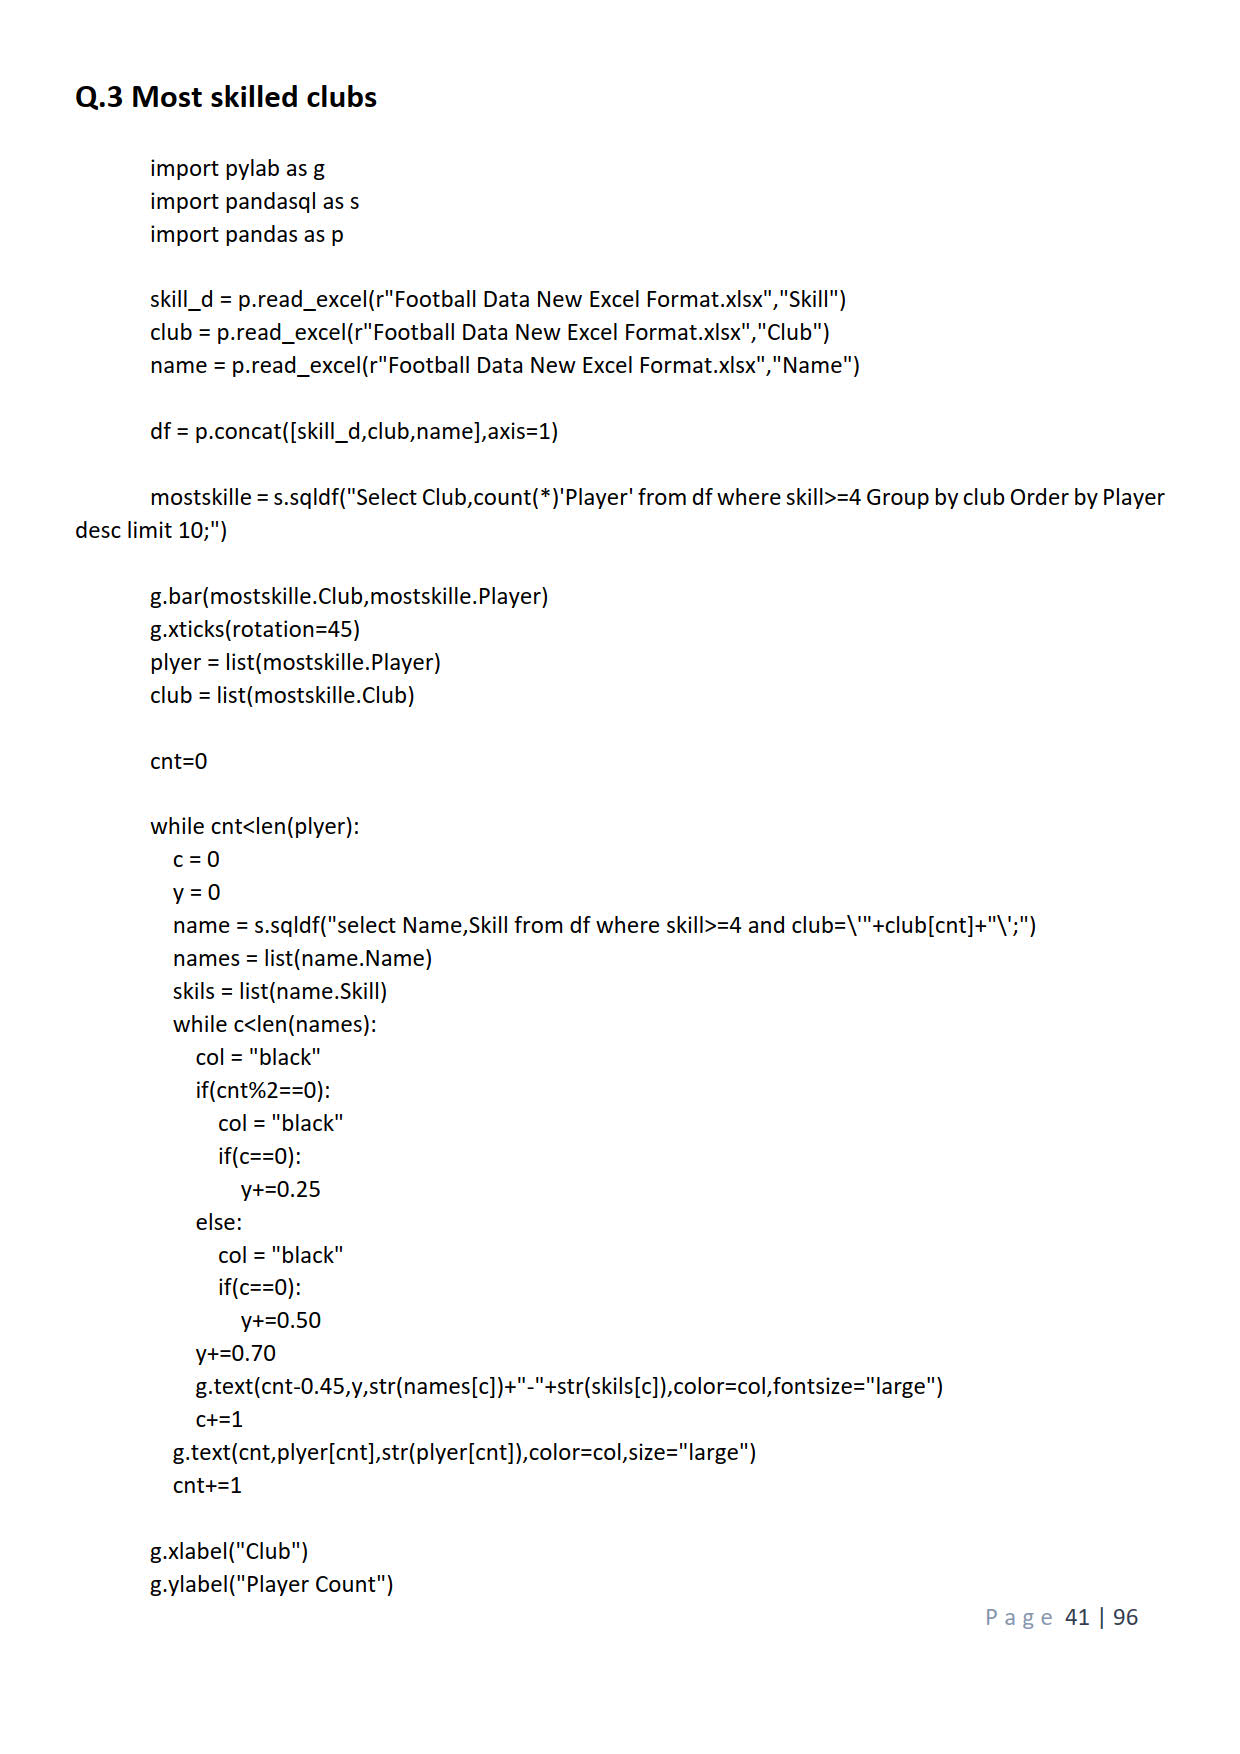 Q.3 Most skilled clubs
import pylab as g
import pandasql as s
import pandas as p
skill_d = p.read_excel(r"Football Data New Excel Format.xlsx","Skill")
club = p.read_excel(r"Football Data New Excel Format.xlsx","Club")
name = p.read_excel(r"Football Data New Excel Format.xlsx","Name")
df = p.concat([skill_d,club,name],axis=1)
mostskille = s.sqldf("Select Club,count(*)'Player' from df where skill>=4 Group by club Order by Player
desc limit 10;")
g.bar(mostskille.Club,mostskille.Player)
g.xticks(rotation=45)
plyer = list(mostskille.Player)
club = list(mostskille.Club)
cnt=0
while cnt<len(plyer):
c = 0
y = 0
name = s.sqldf("select Name,Skill from df where skill>=4 and club=\'"+club[cnt]+"\';")
names = list(name.Name)
skils = list(name.Skill)
while c<len(names):
col = "black"
if(cnt%2==0):
col = "black"
if(c==0):
y+=0.25
else:
col = "black"
if(c==0):
y+=0.50
y+=0.70
g.text(cnt-0.45,y,str(names[c])+"-"+str(skils[c]),color=col,fontsize="large")
c+=1
g.text(cnt,plyer[cnt],str(plyer[cnt]),color=col,size="large")
cnt+=1
g.xlabel("Club")
g.ylabel("Player Count")
Page 41 | 96